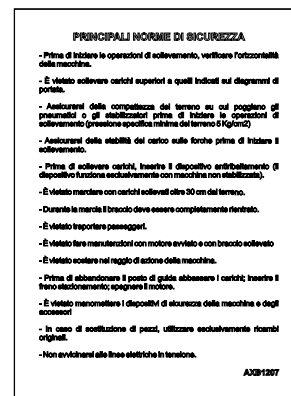 PRINCIPALI NORME DI SICUREZZA
- Prima di iniziare le operazioni di sollevamento, verificare l'orizzontalità
della macchina.
- È vietato sollevare carichi superiori a quelli indicati sui diagrammi di
portata.
- Assicurarsi della compattezza del terreno su cui poggiano gli
pneumatici o gli stabilizzatori prima di iniziare le operazioni di
sollevamento (pressione specifica minima del terreno 5 Kg/cm2)
- Assicurarsi della stabilità del carico sulle forche prima di iniziare il
sollevamento.
- Prima di sollevare carichi, inserire il dispositivo antiribaltamento (il
dispositivo funziona esclusivamente con macchina non stabilizzata).
- È vietato marciare con carichi sollevati oltre 30 cm dal terreno.
- Durante la marcia il braccio deve essere completamente rientrato.
- È vietato trasportare passeggeri.
- È vietato fare manutenzioni con motore avviato e con braccio sollevato
- È vietato sostare nel raggio di azione della macchina.
- Prima di abbandonare il posto di guida abbassare i carichi; inserire il
freno stazionamento; spegnere il motore.
- È vietato manomettere i dispositivi di sicurezza della macchina e degli
accessori
- In caso di sostituzione di pezzi, utilizzare esclusivamente ricambi
originali.
- Non avvicinarsi alle linee elettriche in tensione.
AXB1207